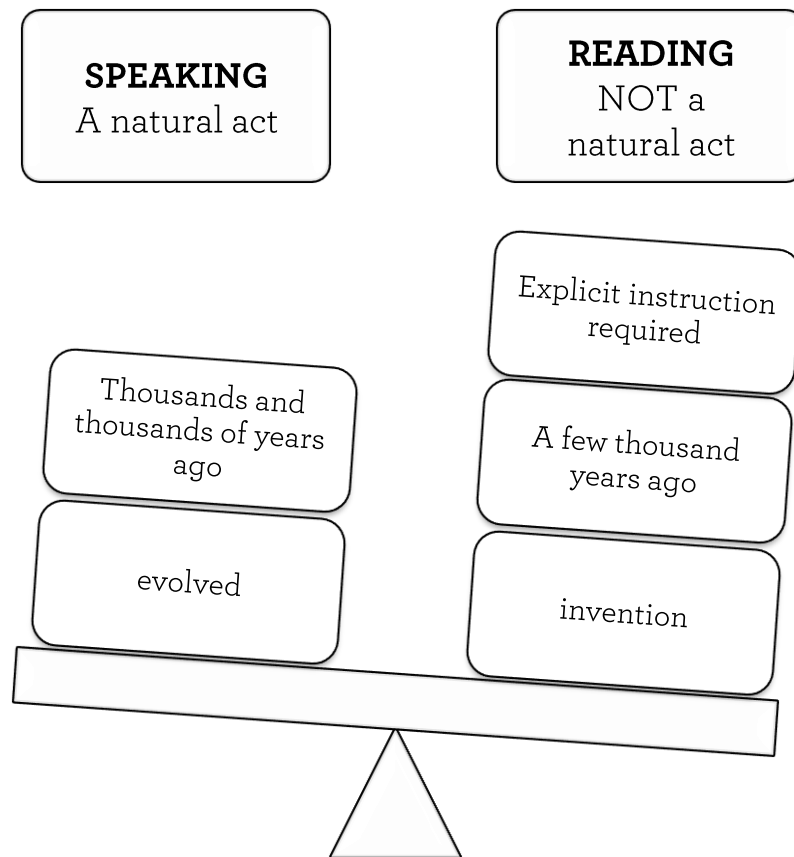 SPEAKING
A natural act
READING
NOT a
natural act
Thousands and
thousands of years
ago
evolved
Explicit instruction
required
A few thousand
years ago
invention